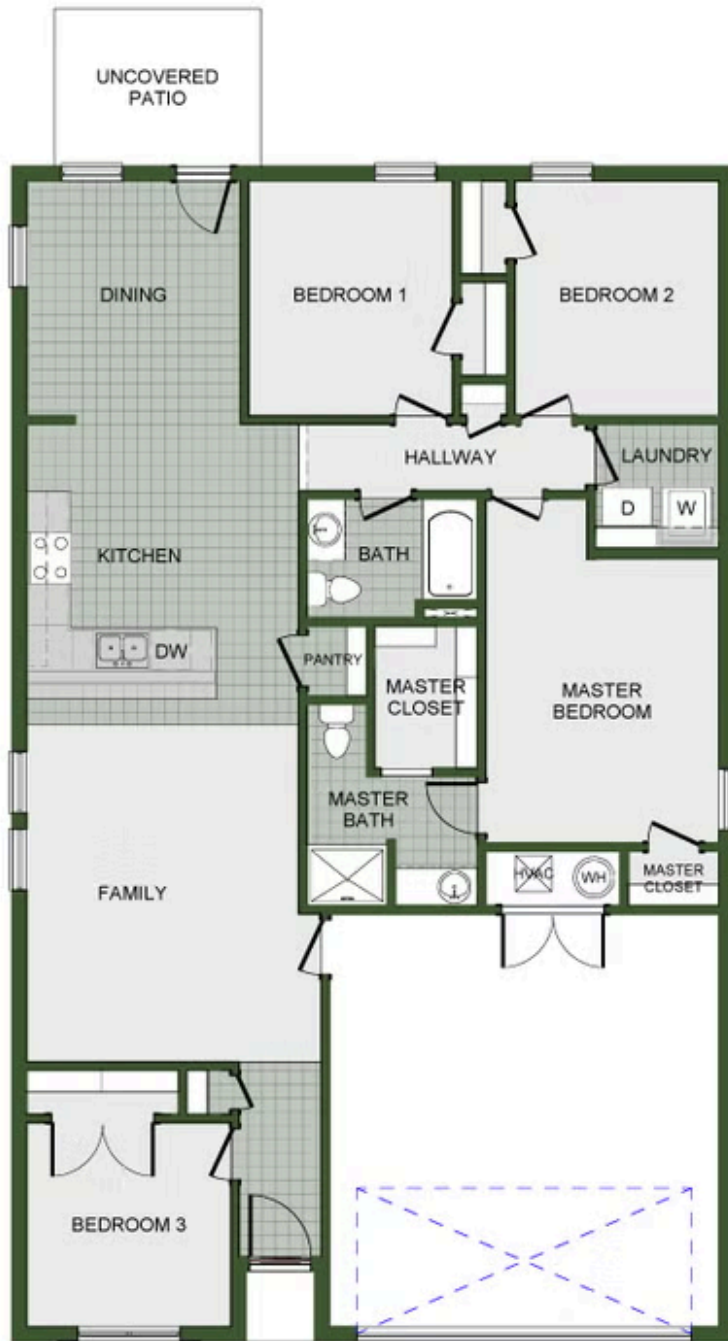 UNCOVERED
PATIO
DINING
BEDROOM 1
BEDROOM 2
HALLWAY
LAUNDRY
D
W
KITCHEN
BATH
DW
PANTRY
MASTER
CLOSET
MASTER
BEDROOM
MASTER
BATH
FAMILY
HVAC
WH
MASTER
CLOSET
BEDROOM 3